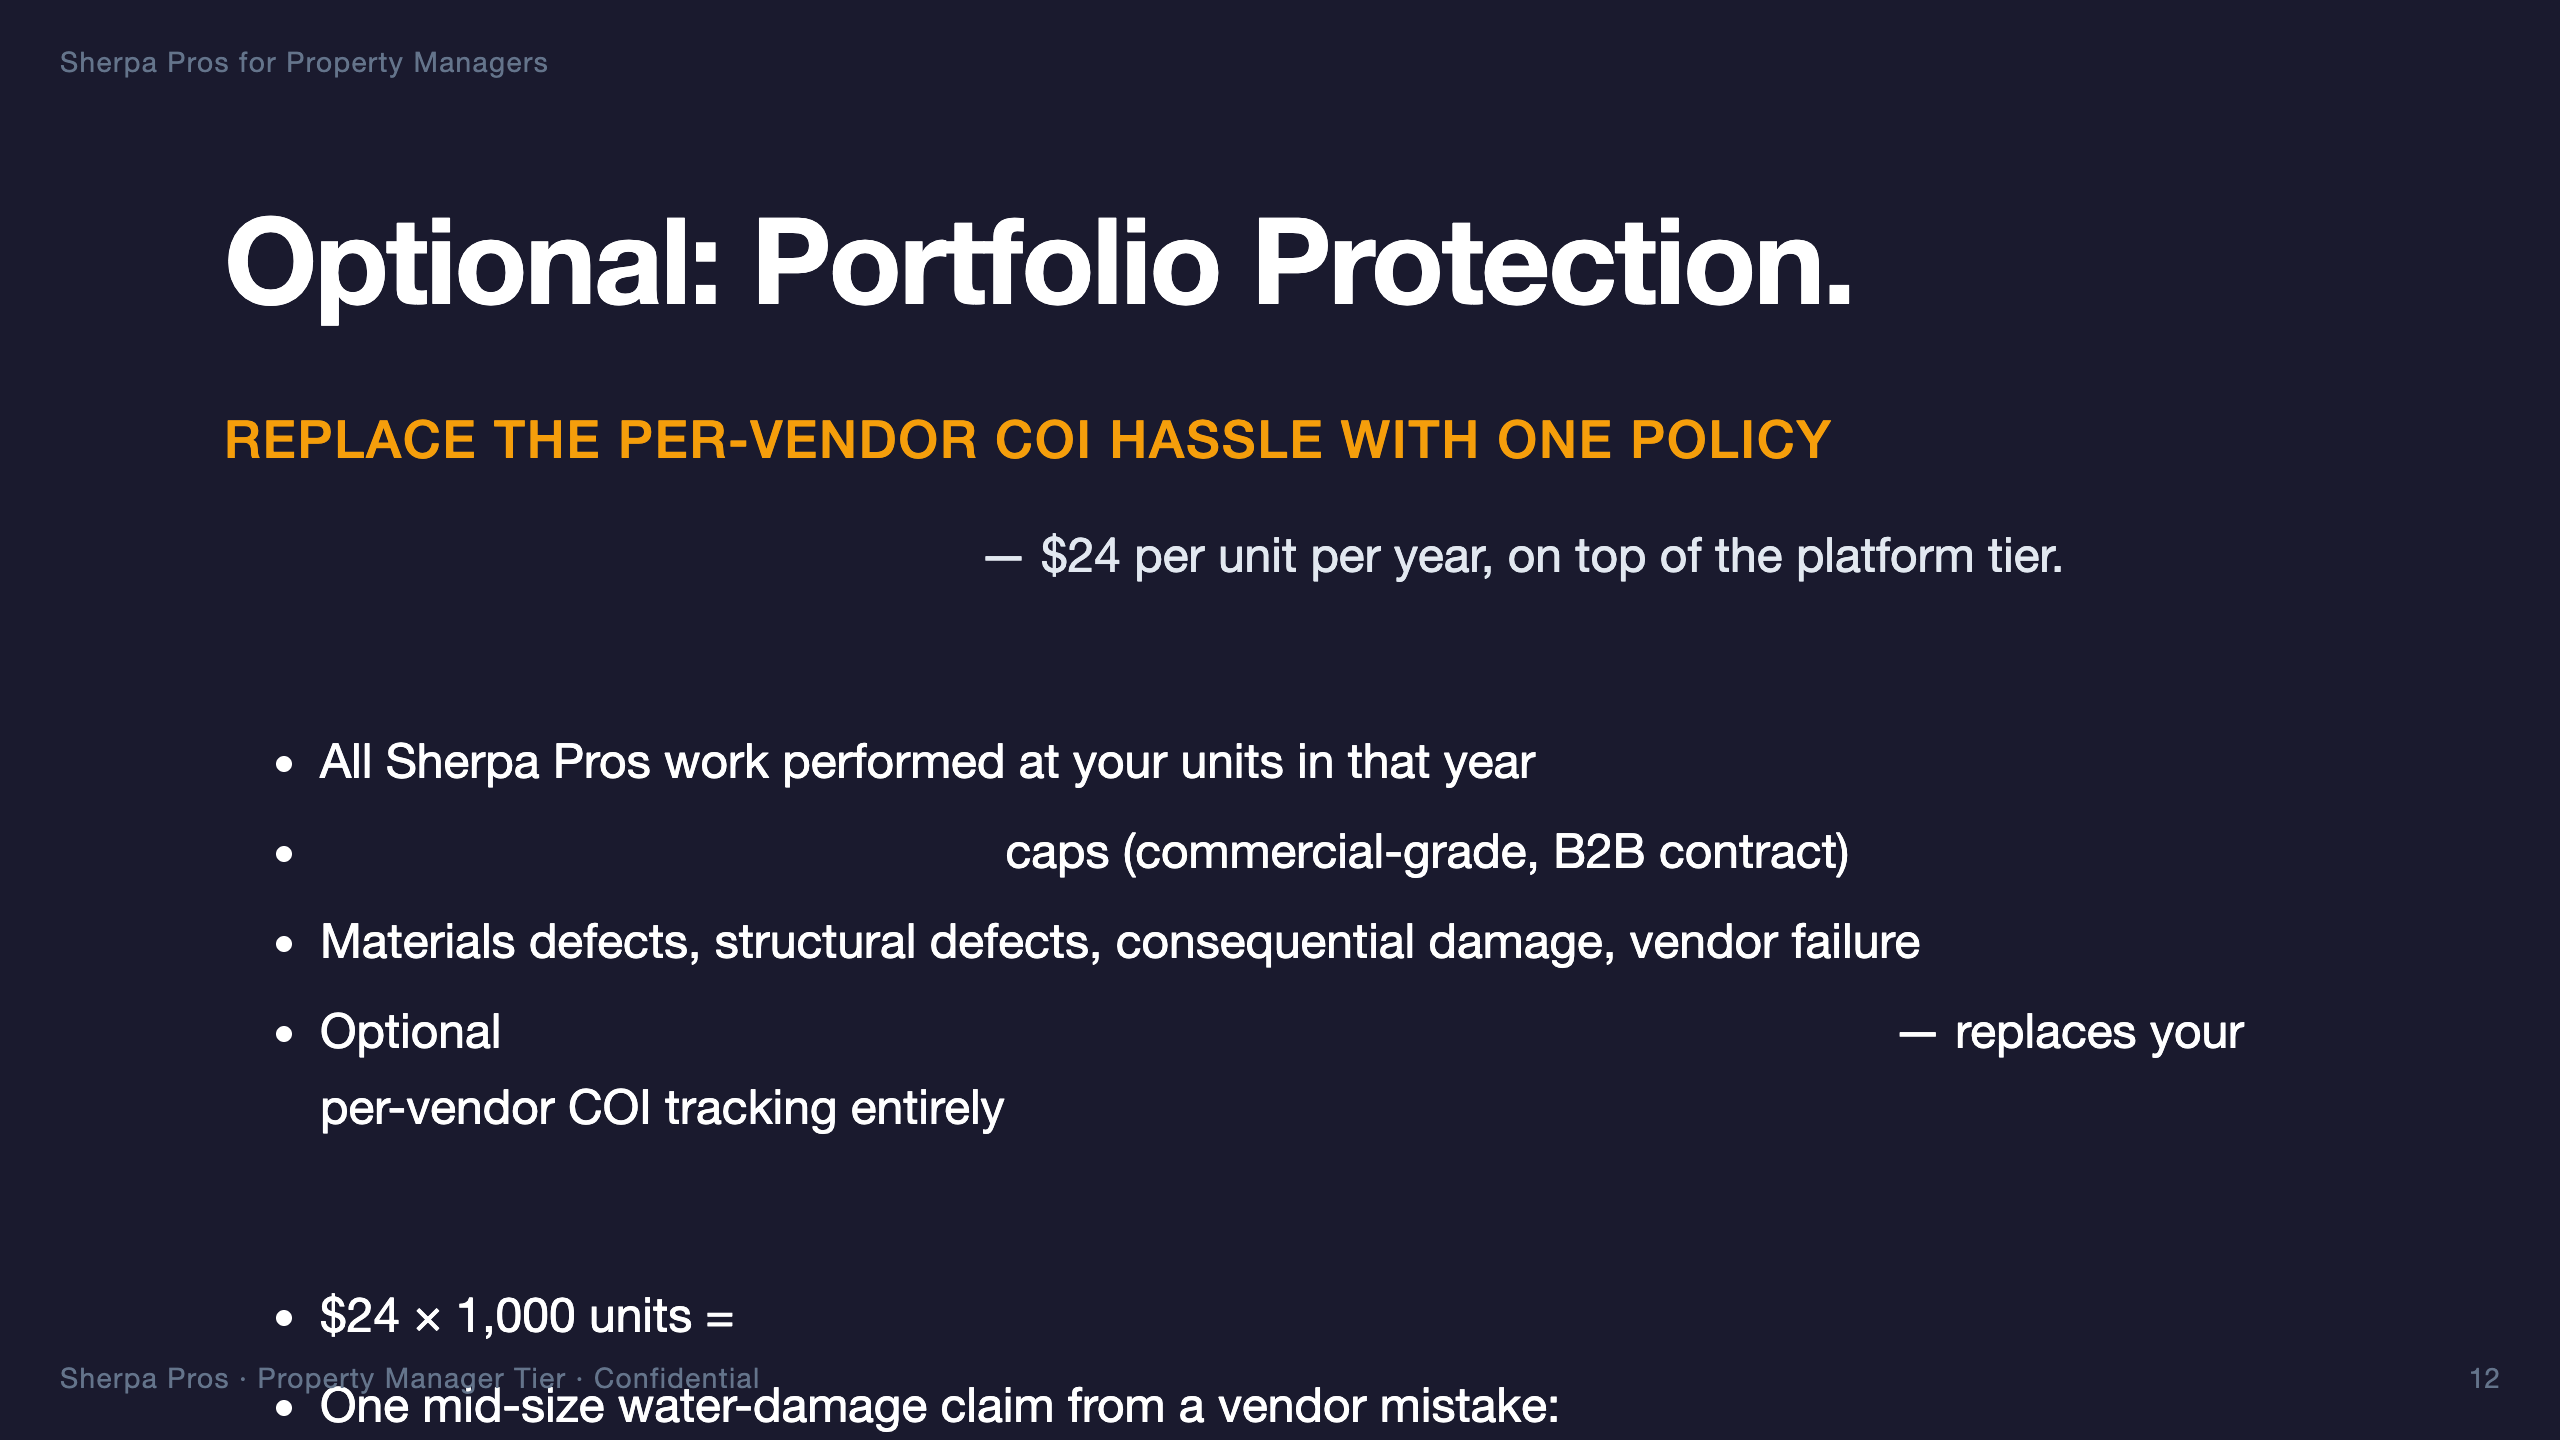 Sherpa Pros for Property Managers
Optional: Portfolio Protection.
REPLACE THE PER-VENDOR COI HASSLE WITH ONE POLICY
— $24 per unit per year, on top of the platform tier.
• All Sherpa Pros work performed at your units in that year
• caps (commercial-grade, B2B contract)
• Materials defects, structural defects, consequential damage, vendor failure
• Optional — replaces your
per-vendor COI tracking entirely
• $24 × 1,000 units =
Sherpa Pros · Property Manager Tier · Confidential 12
• One mid-size water-damage claim from a vendor mistake: